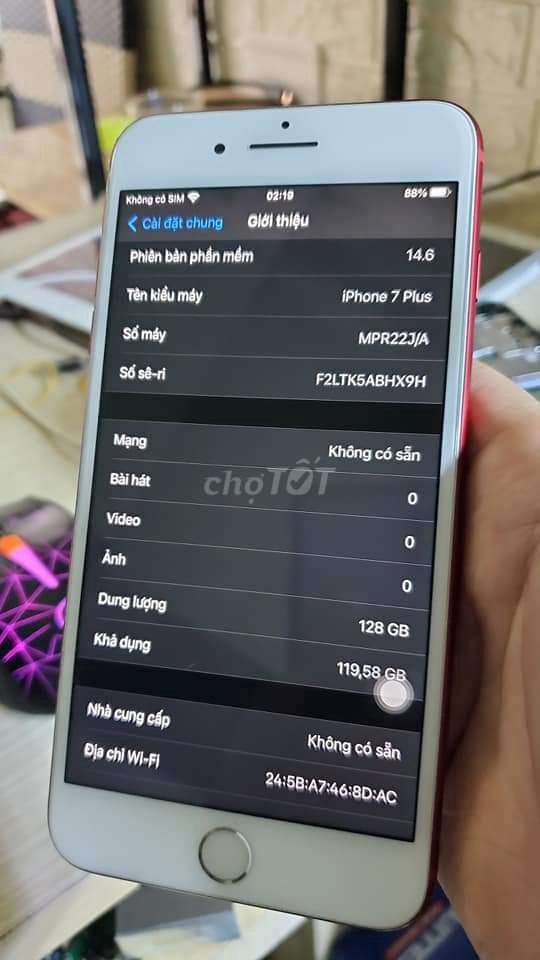 Không có SIM 02:19 88%
Cài đặt chung Giới thiệu
Phiên bản phần mềm 14.6
Tên kiểu máy iPhone 7 Plus
Số máy MPR22J/A
Số sê-ri F2LTK5ABHX9H
Mạng Không có sẵn
Bài hát 0
chợTỐT
Video 0
Ảnh 0
Dung lượng 128 GB
Khả dụng 119,58 GB
Nhà cung cấp Không có sẵn
Địa chỉ Wi-Fi 24:5B:A7:46:8D:AC